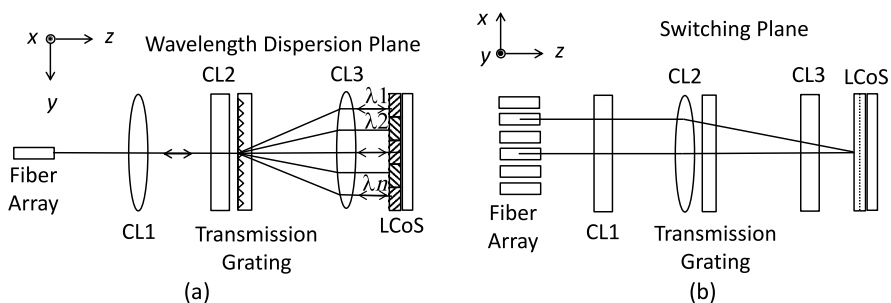 x
z
y
Wavelength Dispersion Plane
CL2
CL3
λ1
λ2
λn
Fiber
Array
CL1
Transmission
Grating
LCoS
(a)
x
y
z
Switching Plane
CL2
CL3
LCoS
Fiber
Array
CL1
Transmission
Grating
(b)